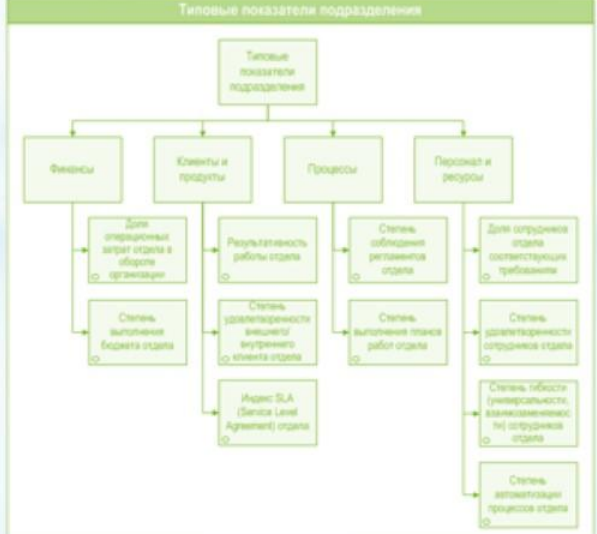 Типовые показатели подразделения
Типовые
показатели
подразделения
Финансы
Клиенты и
продукты
Процессы
Персонал и
ресурсы
Доля
операционных
затрат отдела в
обороте
организации
Результативность
работы отдела
Степень
соблюдения
регламентов
отдела
Доля сотрудников
отдела
соответствующих
требованиям
Степень
выполнения
бюджета отдела
Степень
удовлетворенности
внешнего/
внутреннего
клиента отдела
Степень
выполнения планов
работ отдела
Степень
удовлетворенности
сотрудников отдела
Индекс SLA
(Service Level
Agreement) отдела
Степень гибкости
(универсальности,
взаимозаменяемос
ти) сотрудников
отдела
Степень
автоматизации
процессов отдела